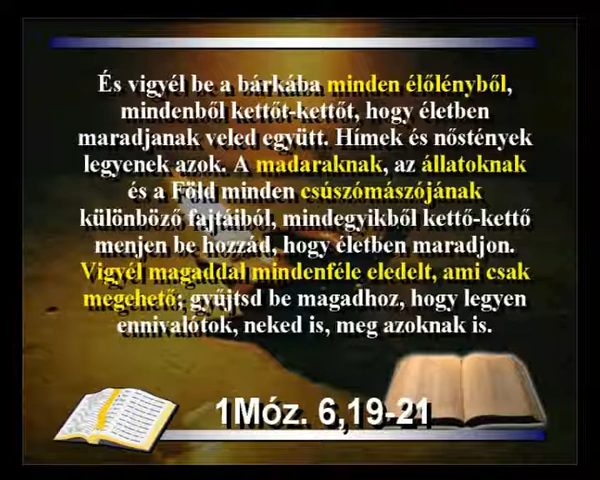 És vigyél be a bárkába minden élőlényből,
mindenből kettőt-kettőt, hogy életben
maradjanak veled együtt. Hímek és nőstények
legyenek azok. A madaraknak, az állatoknak
és a Föld minden csúszómászójának
különböző fajtáiból, mindegyikből kettő-kettő
menjen be hozzád, hogy életben maradjon.
Vigyél magaddal mindenféle eledelt, ami csak
megehető; gyűjtsd be magadhoz, hogy legyen
ennivalótok, neked is, meg azoknak is.
1Móz. 6,19-21